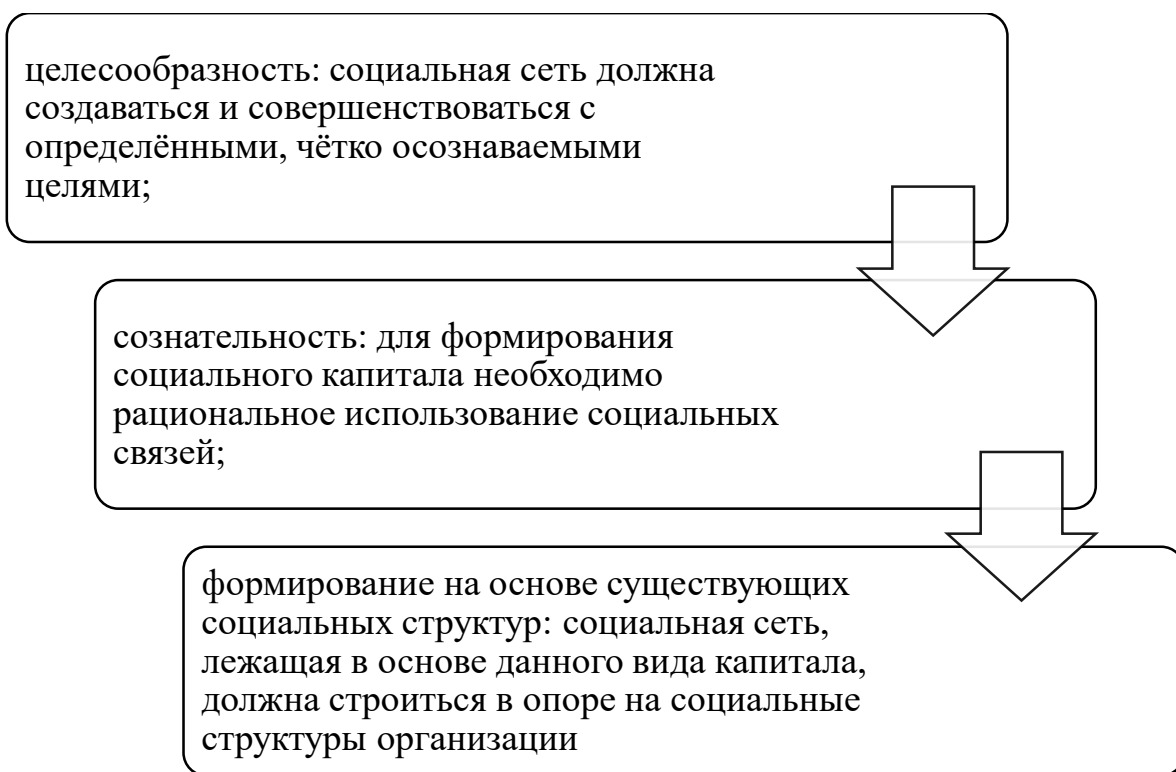 целесообразность: социальная сеть должна
создаваться и совершенствоваться с
определёнными, чётко осознаваемыми
целями;
сознательность: для формирования
социального капитала необходимо
рациональное использование социальных
связей;
формирование на основе существующих
социальных структур: социальная сеть,
лежащая в основе данного вида капитала,
должна строиться в опоре на социальные
структуры организации